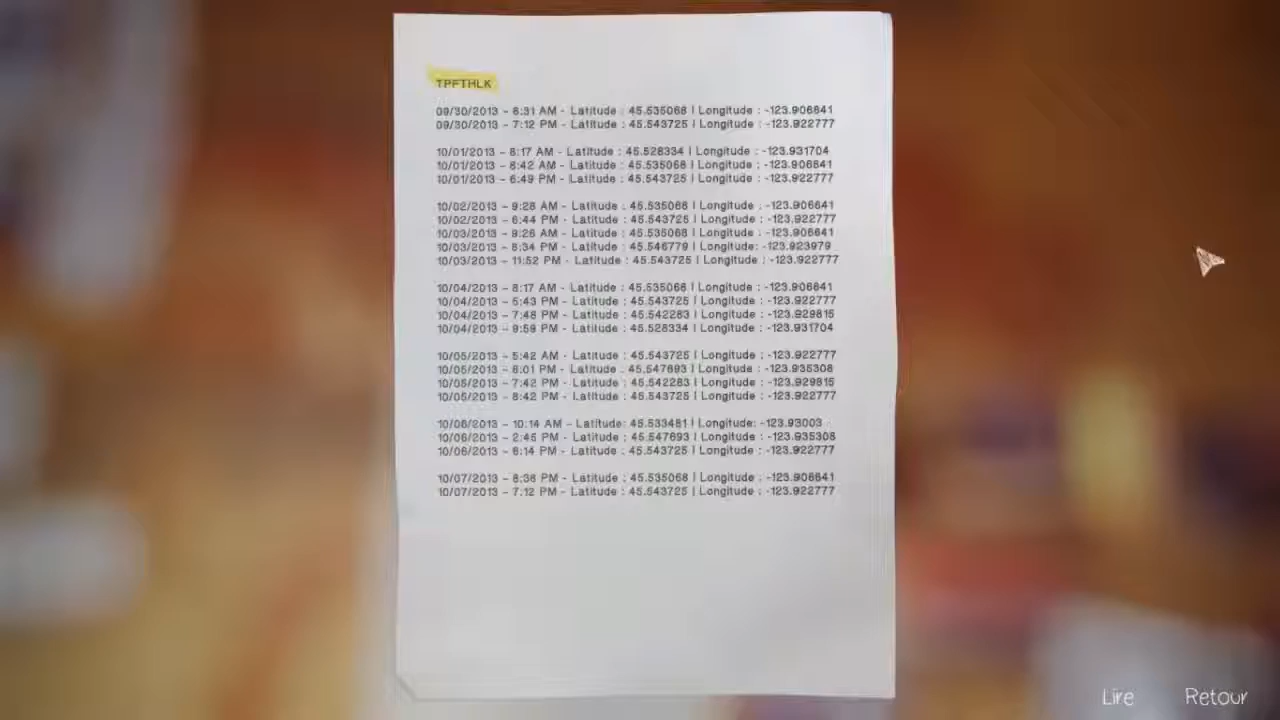 TPFTHLK
09/30/2013 - 8:31 AM - Latitude : 45.535068 | Longitude : -123.906641
09/30/2013 - 7:12 PM - Latitude : 45.543725 | Longitude : -123.922777
10/01/2013 - 8:17 AM - Latitude : 45.528334 | Longitude : -123.931704
10/01/2013 - 8:42 AM - Latitude : 45.535068 | Longitude : -123.906641
10/01/2013 - 6:49 PM - Latitude : 45.543725 | Longitude : -123.922777
10/02/2013 - 9:28 AM - Latitude : 45.535068 | Longitude : -123.906641
10/02/2013 - 6:44 PM - Latitude : 45.543725 | Longitude : -123.922777
10/03/2013 - 9:26 AM - Latitude : 45.535068 | Longitude : -123.906641
10/03/2013 - 8:34 PM - Latitude : 45.546779 | Longitude: -123.923979
10/03/2013 - 11:52 PM - Latitude : 45.543725 | Longitude : -123.922777
10/04/2013 - 8:17 AM - Latitude : 45.535068 | Longitude : -123.906641
10/04/2013 - 5:43 PM - Latitude : 45.543725 | Longitude : -123.922777
10/04/2013 - 7:48 PM - Latitude : 45.542283 | Longitude : -123.929815
10/04/2013 - 9:59 PM - Latitude : 45.528334 | Longitude : -123.931704
10/05/2013 - 5:42 AM - Latitude : 45.543725 | Longitude : -123.922777
10/05/2013 - 6:01 PM - Latitude : 45.547693 | Longitude : -123.935308
10/05/2013 - 7:42 PM - Latitude : 45.542283 | Longitude : -123.929815
10/05/2013 - 8:42 PM - Latitude : 45.543725 | Longitude : -123.922777
10/06/2013 - 10:14 AM - Latitude: 45.533481 | Longitude: -123.93003
10/06/2013 - 2:45 PM - Latitude : 45.547693 | Longitude : -123.935308
10/06/2013 - 6:14 PM - Latitude : 45.543725 | Longitude : -123.922777
10/07/2013 - 8:36 PM - Latitude : 45.535068 | Longitude : -123.906641
10/07/2013 - 7:12 PM - Latitude : 45.543725 | Longitude : -123.922777
Lire Retour